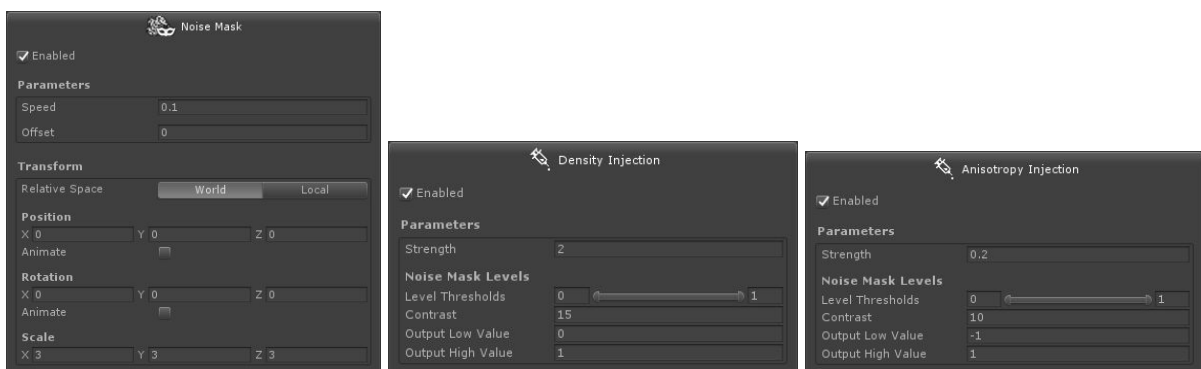 Noise Mask
Enabled
Parameters
Speed 0.1
Offset 0
Transform
Relative Space World Local
Position
X 0 Y 0 Z 0
Animate
Rotation
X 0 Y 0 Z 0
Animate
Scale
X 3 Y 3 Z 3
Density Injection
Enabled
Parameters
Strength 2
Noise Mask Levels
Level Thresholds 0 1
Contrast 15
Output Low Value 0
Output High Value 1
Anisotropy Injection
Enabled
Parameters
Strength 0.2
Noise Mask Levels
Level Thresholds 0 1
Contrast 10
Output Low Value -1
Output High Value 1